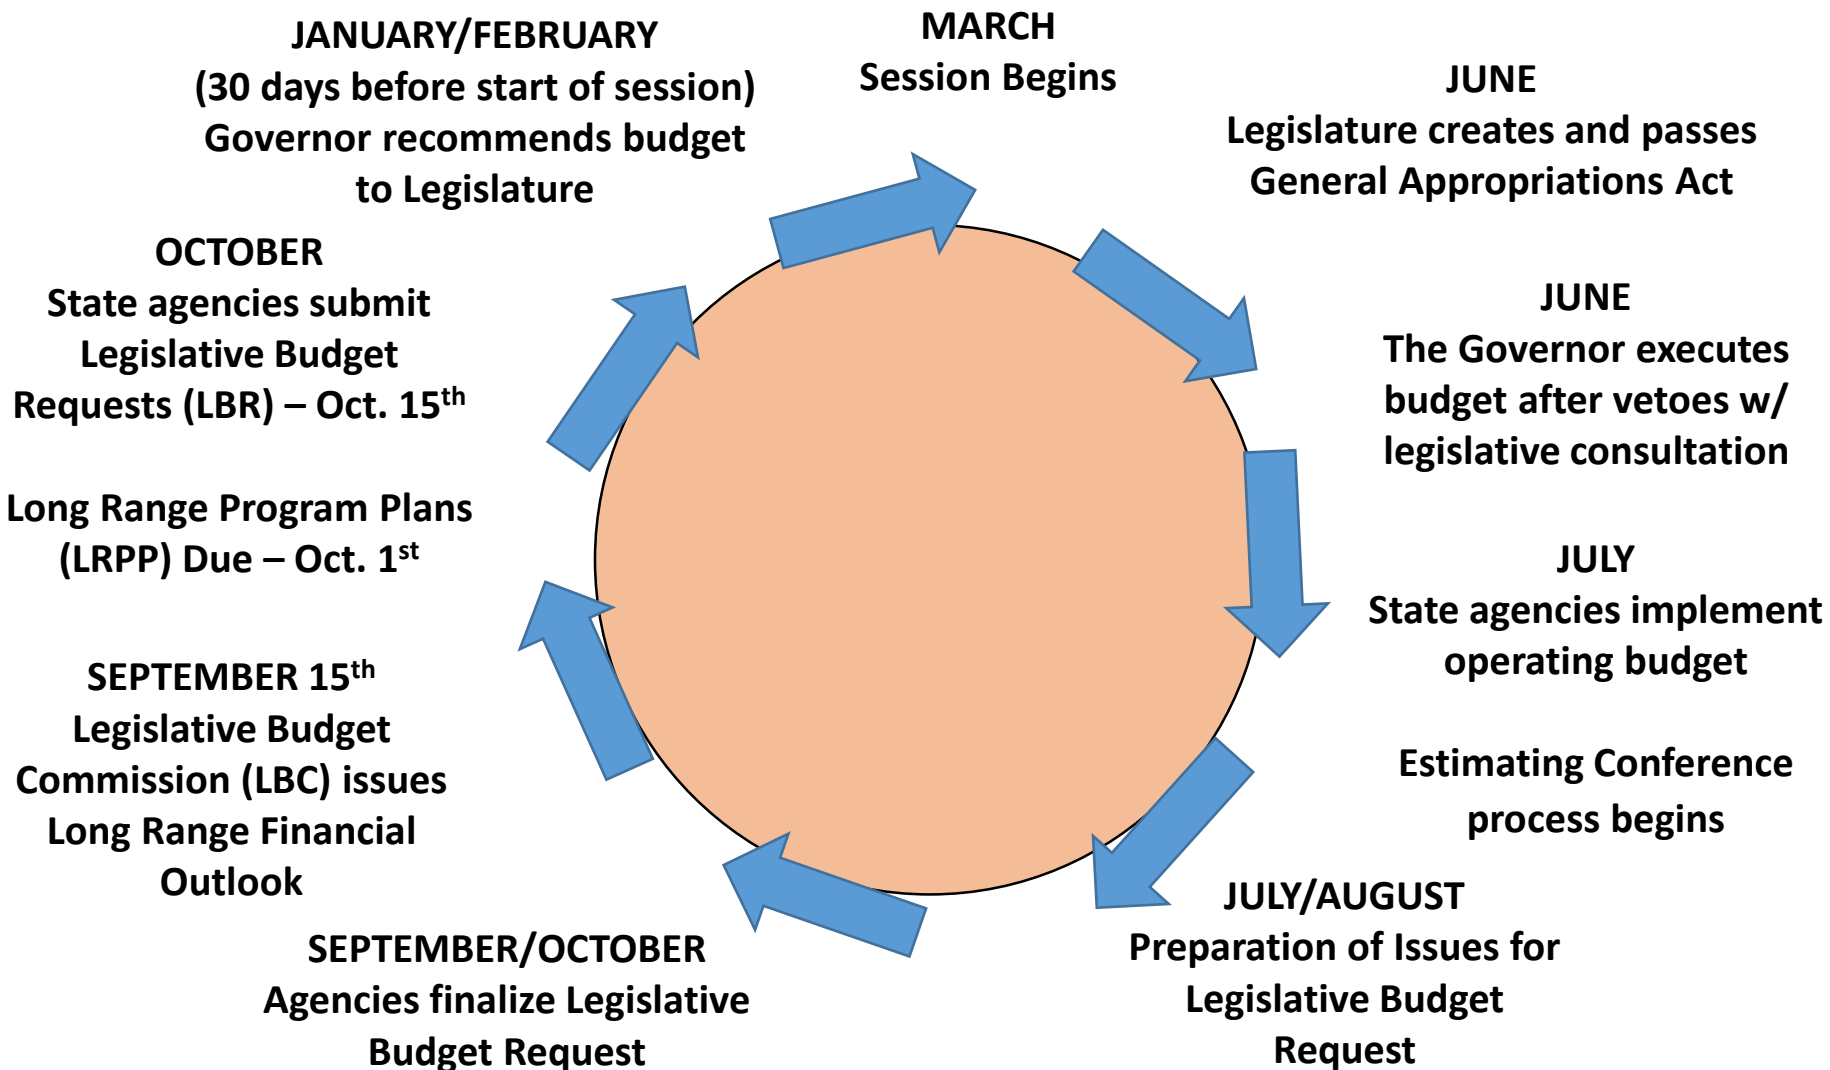 JANUARY/FEBRUARY
(30 days before start of session)
Governor recommends budget
to Legislature
MARCH
Session Begins
JUNE
Legislature creates and passes
General Appropriations Act
JUNE
The Governor executes
budget after vetoes w/
legislative consultation
JULY
State agencies implement
operating budget
Estimating Conference
process begins
JULY/AUGUST
Preparation of Issues for
Legislative Budget
Request
SEPTEMBER/OCTOBER
Agencies finalize Legislative
Budget Request
SEPTEMBER 15th
Legislative Budget
Commission (LBC) issues
Long Range Financial
Outlook
Long Range Program Plans
(LRPP) Due – Oct. 1st
OCTOBER
State agencies submit
Legislative Budget
Requests (LBR) – Oct. 15th